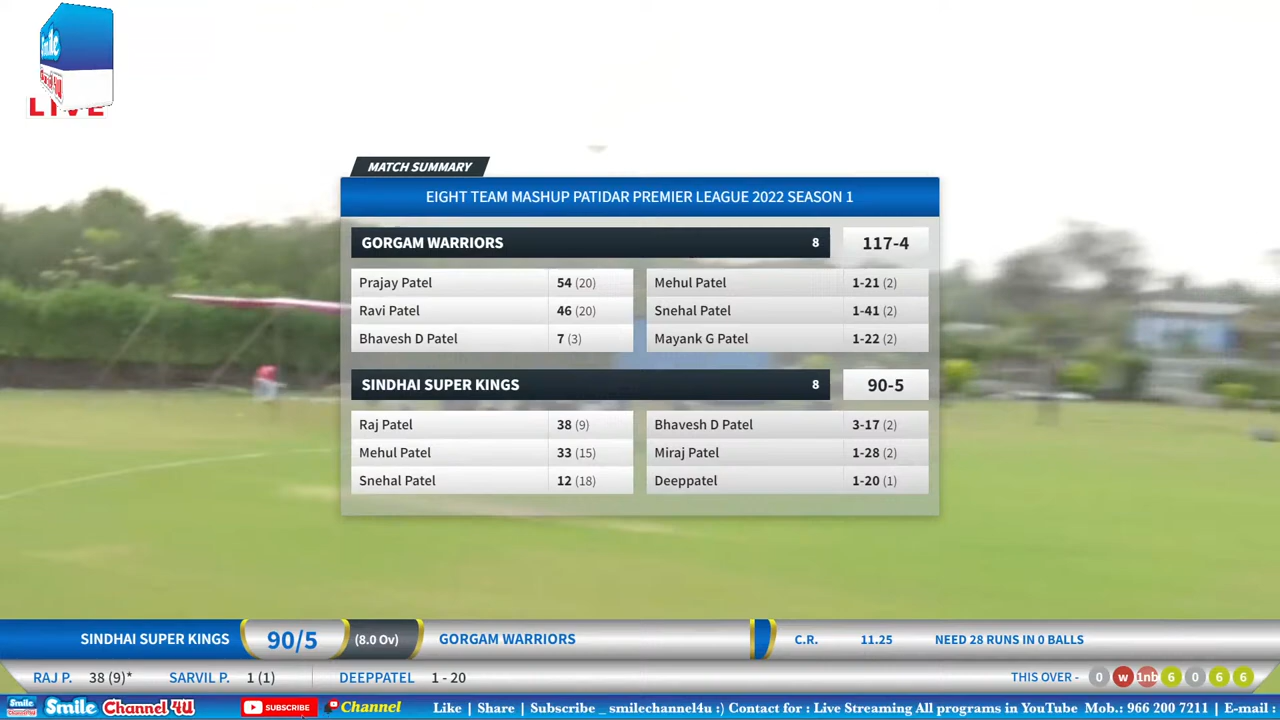 Smile
LIVE
MATCH SUMMARY
EIGHT TEAM MASHUP PATIDAR PREMIER LEAGUE 2022 SEASON 1
GORGAM WARRIORS 8 117-4
Prajay Patel 54 (20) Mehul Patel 1-21 (2)
Ravi Patel 46 (20) Snehal Patel 1-41 (2)
Bhavesh D Patel 7 (3) Mayank G Patel 1-22 (2)
SINDHAI SUPER KINGS 8 90-5
Raj Patel 38 (9) Bhavesh D Patel 3-17 (2)
Mehul Patel 33 (15) Miraj Patel 1-28 (2)
Snehal Patel 12 (18) Deeppatel 1-20 (1)
SINDHAI SUPER KINGS 90/5 (8.0 Ov) GORGAM WARRIORS C.R. 11.25 NEED 28 RUNS IN 0 BALLS
RAJ P. 38 (9)* SARVIL P. 1 (1) DEEPPATEL 1 - 20 THIS OVER - 0 w 1nb 6 0 6 6
Smile Smile Channel 4U SUBSCRIBE Channel Like | Share | Subscribe _ smilechannel4u :) Contact for : Live Streaming All programs in YouTube Mob.: 966 200 7211 | E-mail :